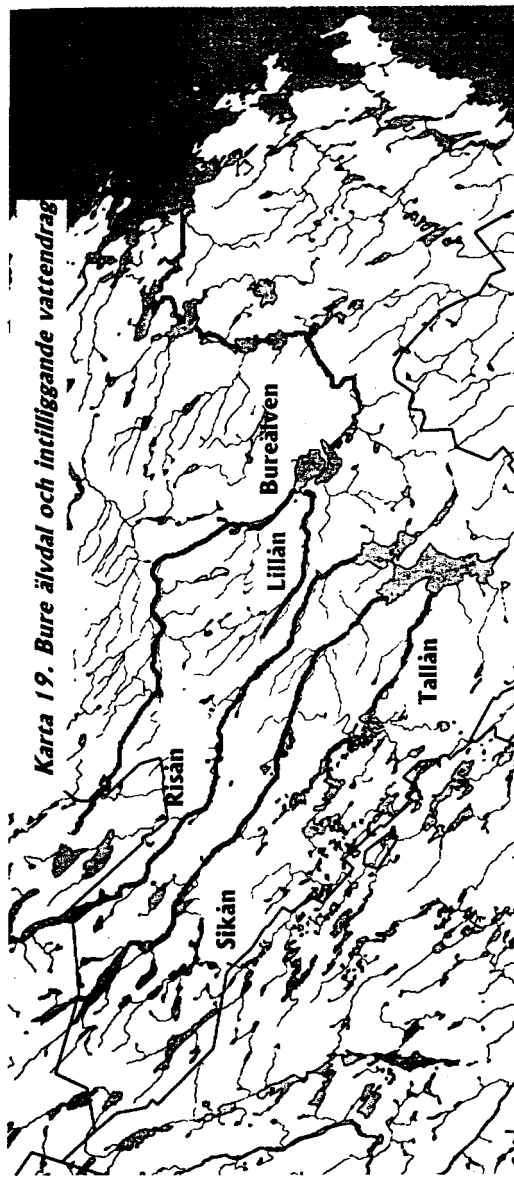 Karta 19. Bure älvdal och intilliggande vattendrag
Risån
Sikån
Bureälven
Lillån
Tallån